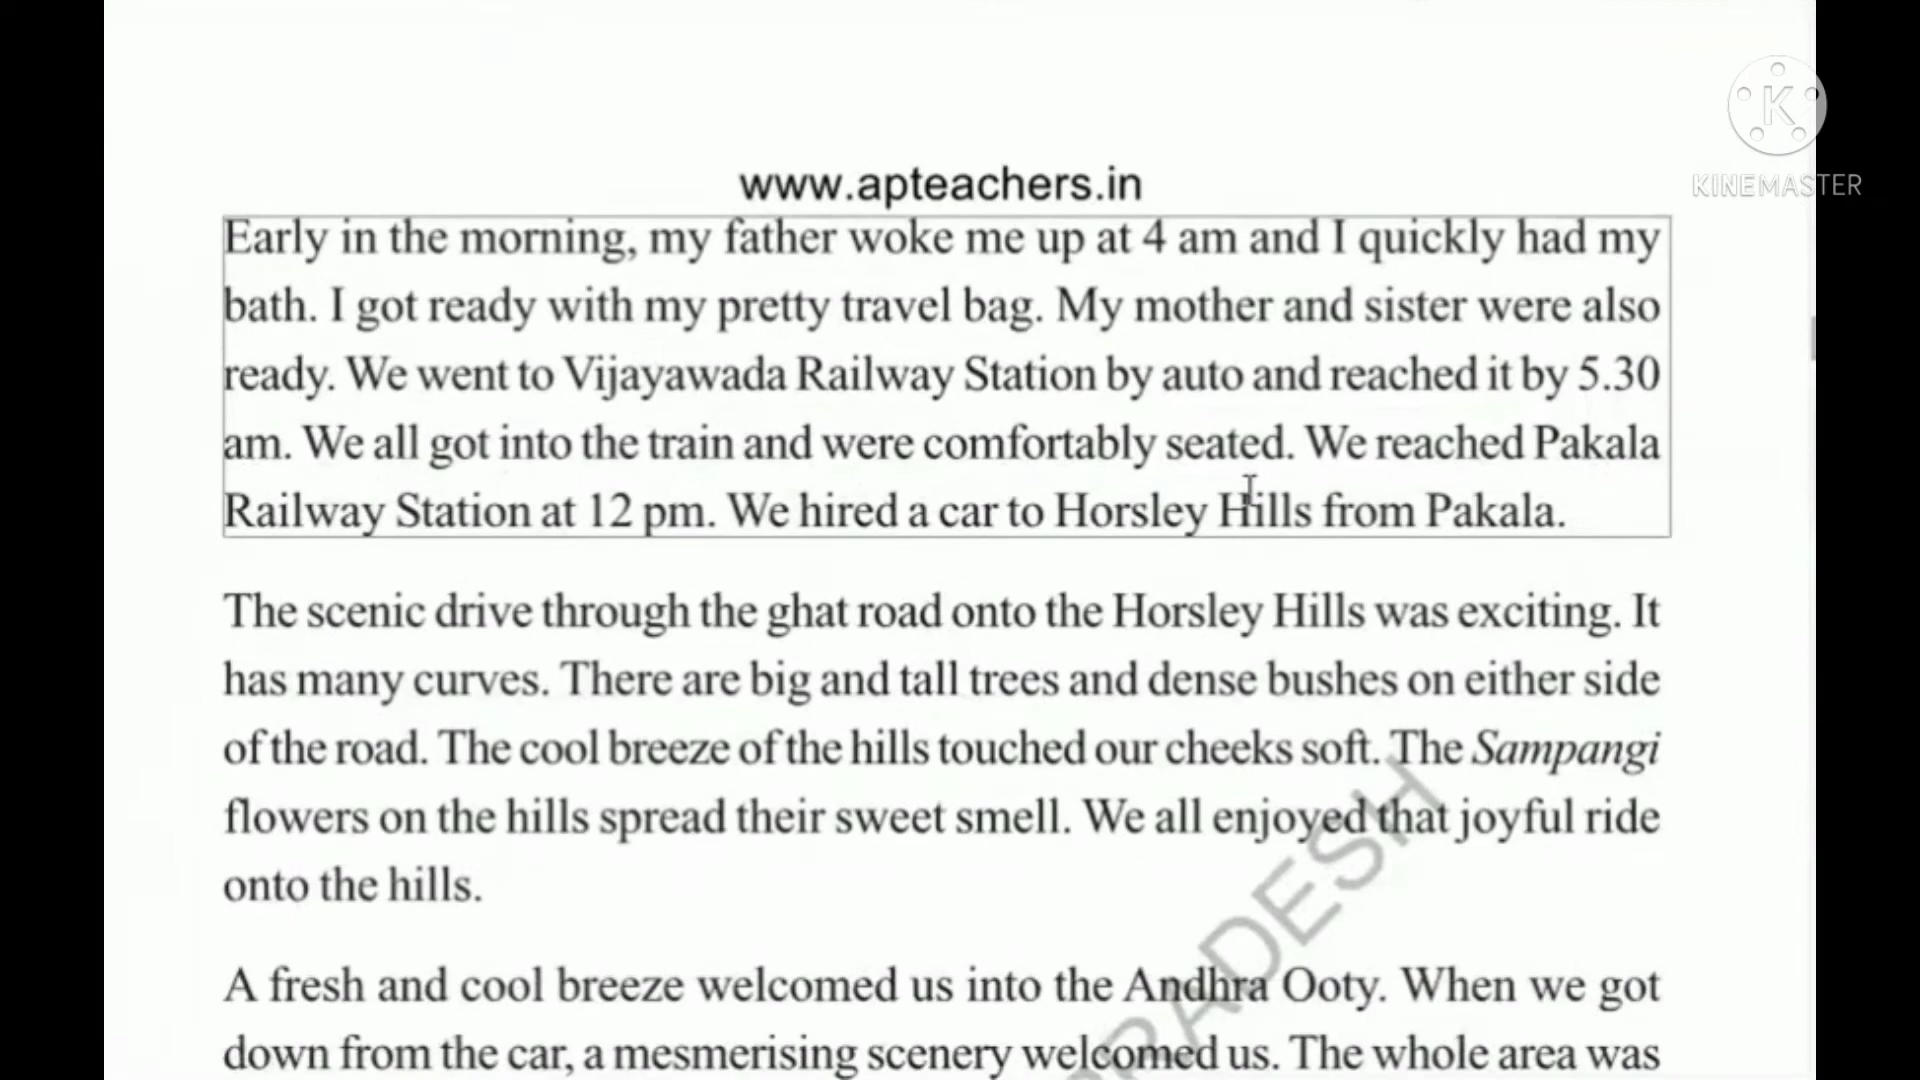 K
KINEMASTER
www.apteachers.in
Early in the morning, my father woke me up at 4 am and I quickly had my
bath. I got ready with my pretty travel bag. My mother and sister were also
ready. We went to Vijayawada Railway Station by auto and reached it by 5.30
am. We all got into the train and were comfortably seated. We reached Pakala
Railway Station at 12 pm. We hired a car to Horsley Hills from Pakala.
The scenic drive through the ghat road onto the Horsley Hills was exciting. It
has many curves. There are big and tall trees and dense bushes on either side
of the road. The cool breeze of the hills touched our cheeks soft. The Sampangi
flowers on the hills spread their sweet smell. We all enjoyed that joyful ride
onto the hills.
A fresh and cool breeze welcomed us into the Andhra Ooty. When we got
down from the car, a mesmerising scenery welcomed us. The whole area was
PRADESH